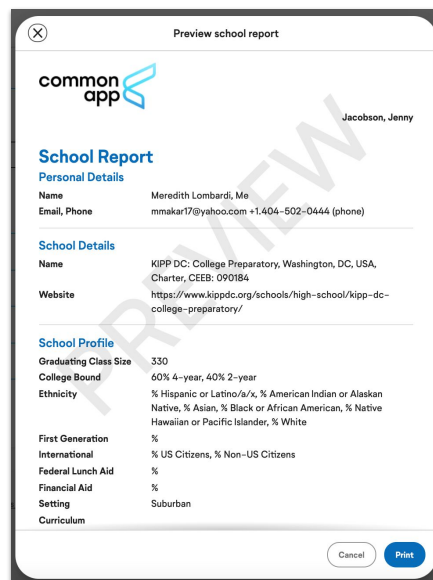 Preview school report
common
app
Jacobson, Jenny
School Report
Personal Details
Name Meredith Lombardi, Me
Email, Phone mmakar17@yahoo.com +1.404-502-0444 (phone)
School Details
Name KIPP DC: College Preparatory, Washington, DC, USA,
Charter, CEEB: 090184
Website https://www.kippdc.org/schools/high-school/kipp-dc-
college-preparatory/
School Profile
Graduating Class Size 330
College Bound 60% 4-year, 40% 2-year
Ethnicity % Hispanic or Latino/a/x, % American Indian or Alaskan
Native, % Asian, % Black or African American, % Native
Hawaiian or Pacific Islander, % White
First Generation %
International % US Citizens, % Non-US Citizens
Federal Lunch Aid %
Financial Aid %
Setting Suburban
Curriculum
PREVIEW
Cancel Print